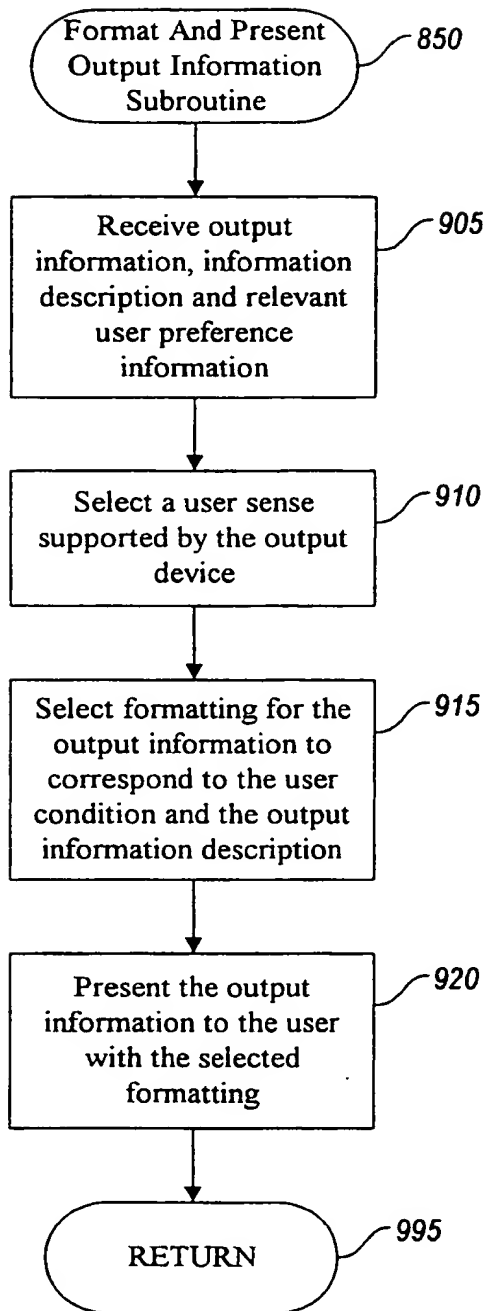 Format And Present
Output Information
Subroutine
850
Receive output
information, information
description and relevant
user preference
information
905
Select a user sense
supported by the output
device
910
Select formatting for the
output information to
correspond to the user
condition and the output
information description
915
Present the output
information to the user
with the selected
formatting
920
RETURN
995